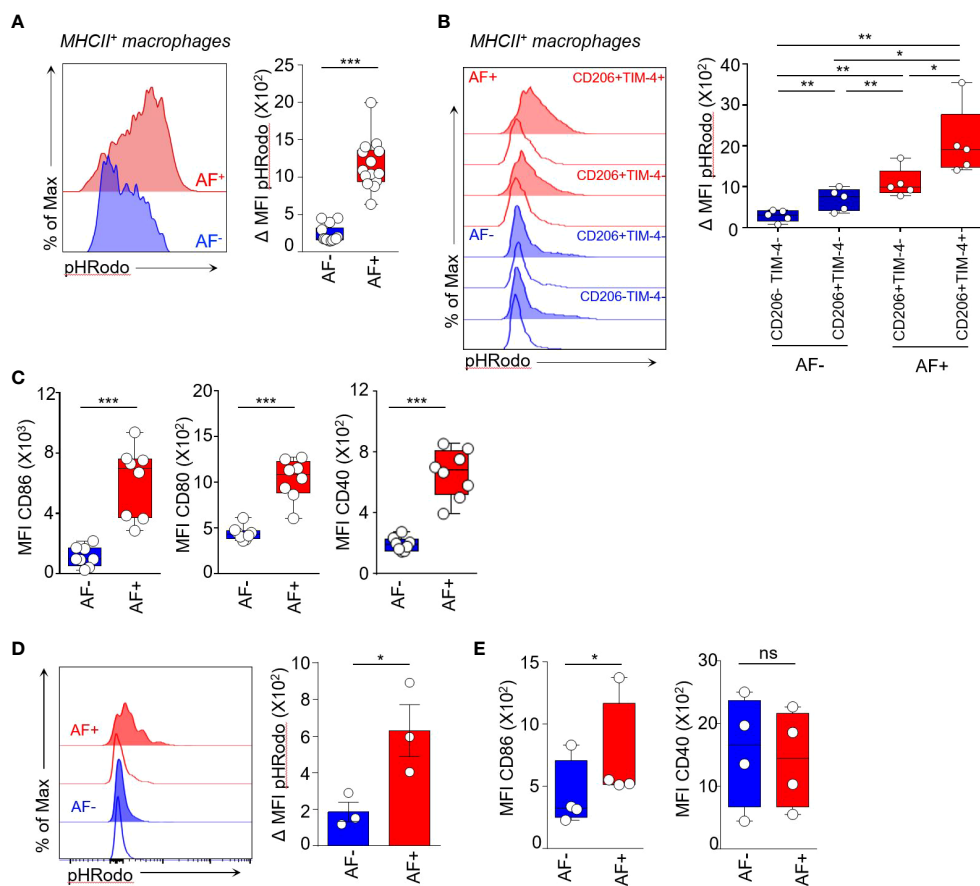 A
MHCII+ macrophages
% of Max
AF+
AF-
pHRodo
Δ MFI pHRodo (X10²)
25
20
15
10
5
0
***
AF-
AF+
B
MHCII+ macrophages
% of Max
AF+
CD206+TIM-4+
CD206+TIM-4-
AF-
CD206+TIM-4-
CD206-TIM-4-
pHRodo
Δ MFI pHRodo (X10²)
40
30
20
10
0
**
*
**
*
**
**
CD206- TIM-4-
CD206+TIM-4-
CD206+TIM-4-
CD206+TIM-4+
AF-
AF+
C
MFI CD86 (X10³)
12
8
4
0
***
AF-
AF+
MFI CD80 (X10²)
20
15
10
5
0
***
AF-
AF+
MFI CD40 (X10²)
12
8
4
2
0
***
AF-
AF+
D
% of Max
AF+
AF-
pHRodo
Δ MFI pHRodo (X10²)
10
8
6
4
2
0
*
AF-
AF+
E
MFI CD86 (X10²)
15
10
5
0
*
AF-
AF+
MFI CD40 (X10²)
30
20
10
0
ns
AF-
AF+